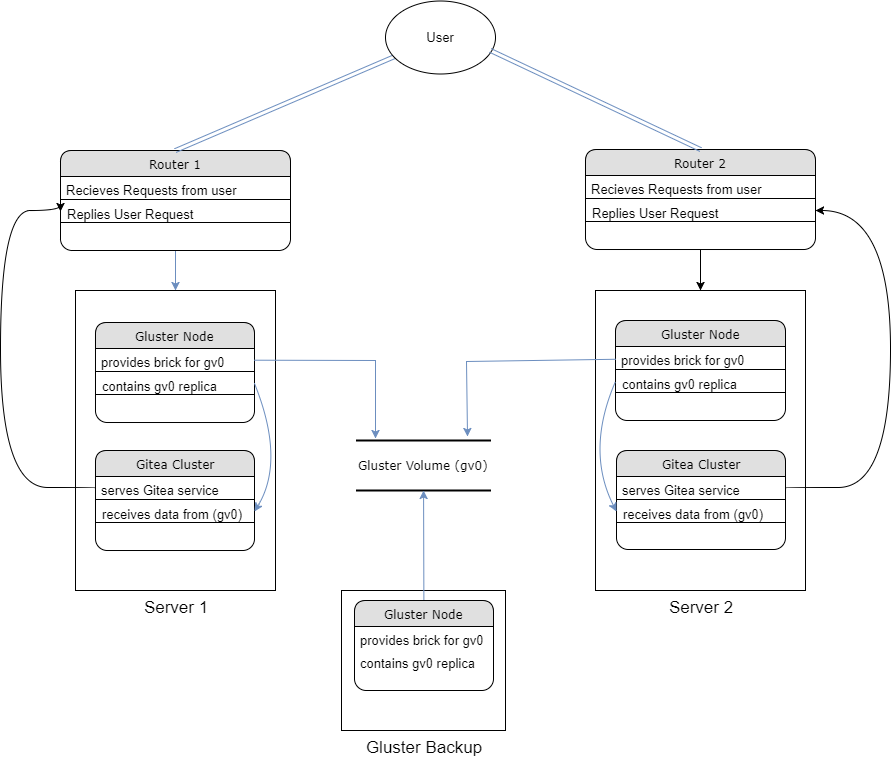 User
Router 1
Recieves Requests from user
Replies User Request
Router 2
Recieves Requests from user
Replies User Request
Gluster Node
provides brick for gv0
contains gv0 replica
Gitea Cluster
serves Gitea service
receives data from (gv0)
Server 1
Gluster Volume (gv0)
Gluster Node
provides brick for gv0
contains gv0 replica
Gitea Cluster
serves Gitea service
receives data from (gv0)
Server 2
Gluster Node
provides brick for gv0
contains gv0 replica
Gluster Backup